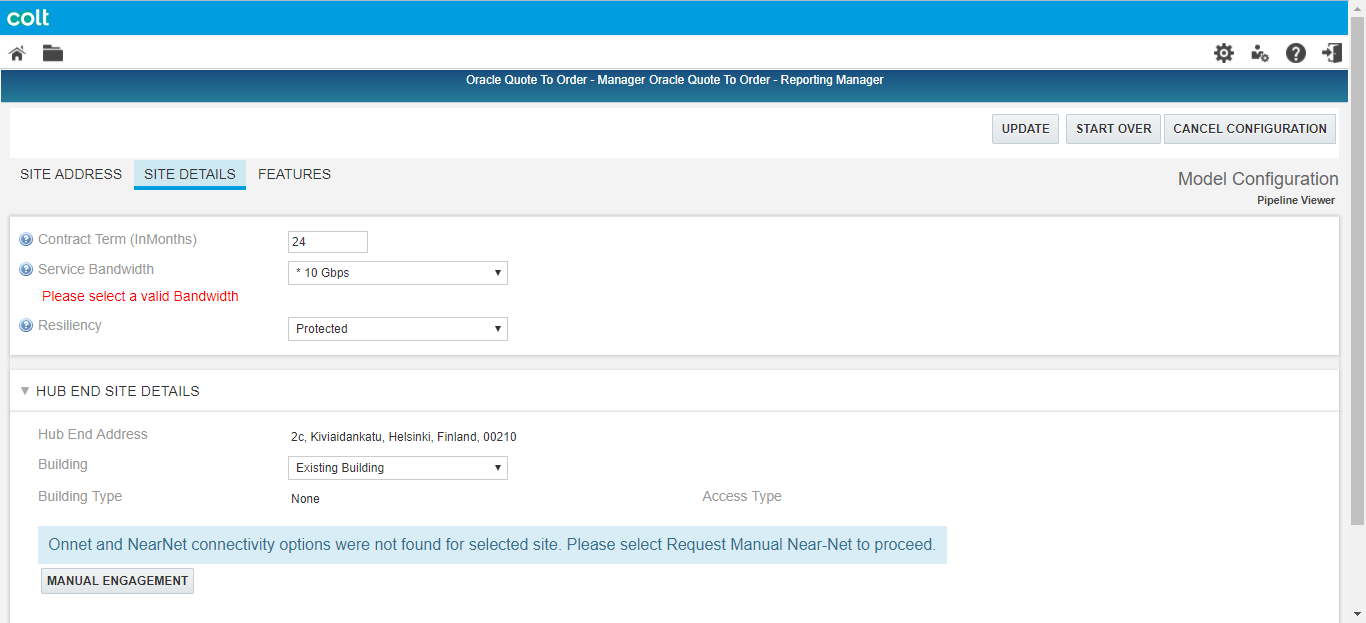 colt
Oracle Quote To Order - Manager Oracle Quote To Order - Reporting Manager
UPDATE START OVER CANCEL CONFIGURATION
SITE ADDRESS SITE DETAILS FEATURES
Model Configuration
Pipeline Viewer
Contract Term (InMonths) 24
Service Bandwidth * 10 Gbps
Please select a valid Bandwidth
Resiliency Protected
HUB END SITE DETAILS
Hub End Address 2c, Kiviaidankatu, Helsinki, Finland, 00210
Building Existing Building
Building Type None Access Type
Onnet and NearNet connectivity options were not found for selected site. Please select Request Manual Near-Net to proceed.
MANUAL ENGAGEMENT